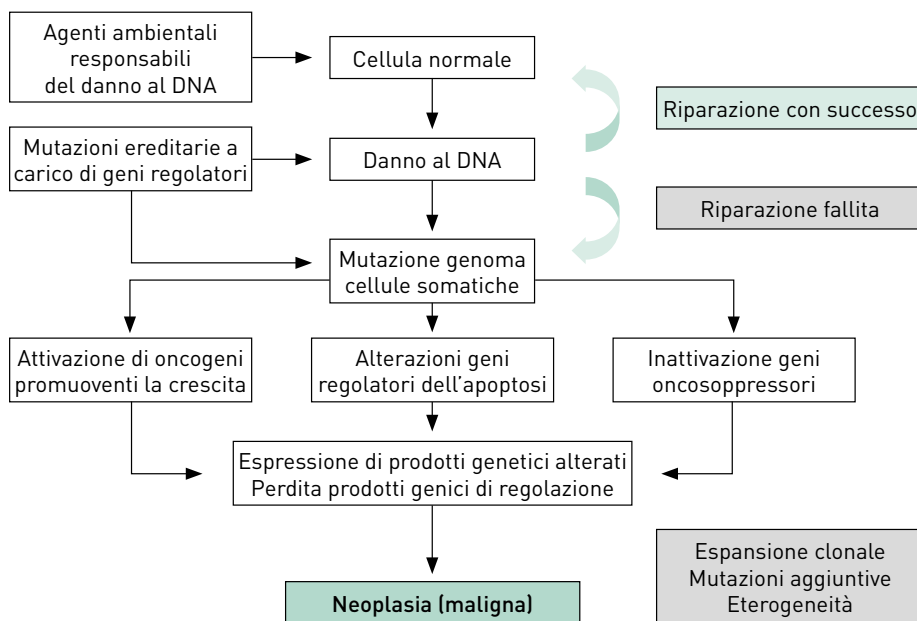 Agenti ambientali
responsabili
del danno al DNA
Cellula normale
Riparazione con successo
Mutazioni ereditarie a
carico di geni regolatori
Danno al DNA
Riparazione fallita
Mutazione genoma
cellule somatiche
Attivazione di oncogeni
promuoventi la crescita
Alterazioni geni
regolatori dell'apoptosi
Inattivazione geni
oncosoppressori
Espressione di prodotti genetici alterati
Perdita prodotti genici di regolazione
Espansione clonale
Mutazioni aggiuntive
Eterogeneità
Neoplasia (maligna)